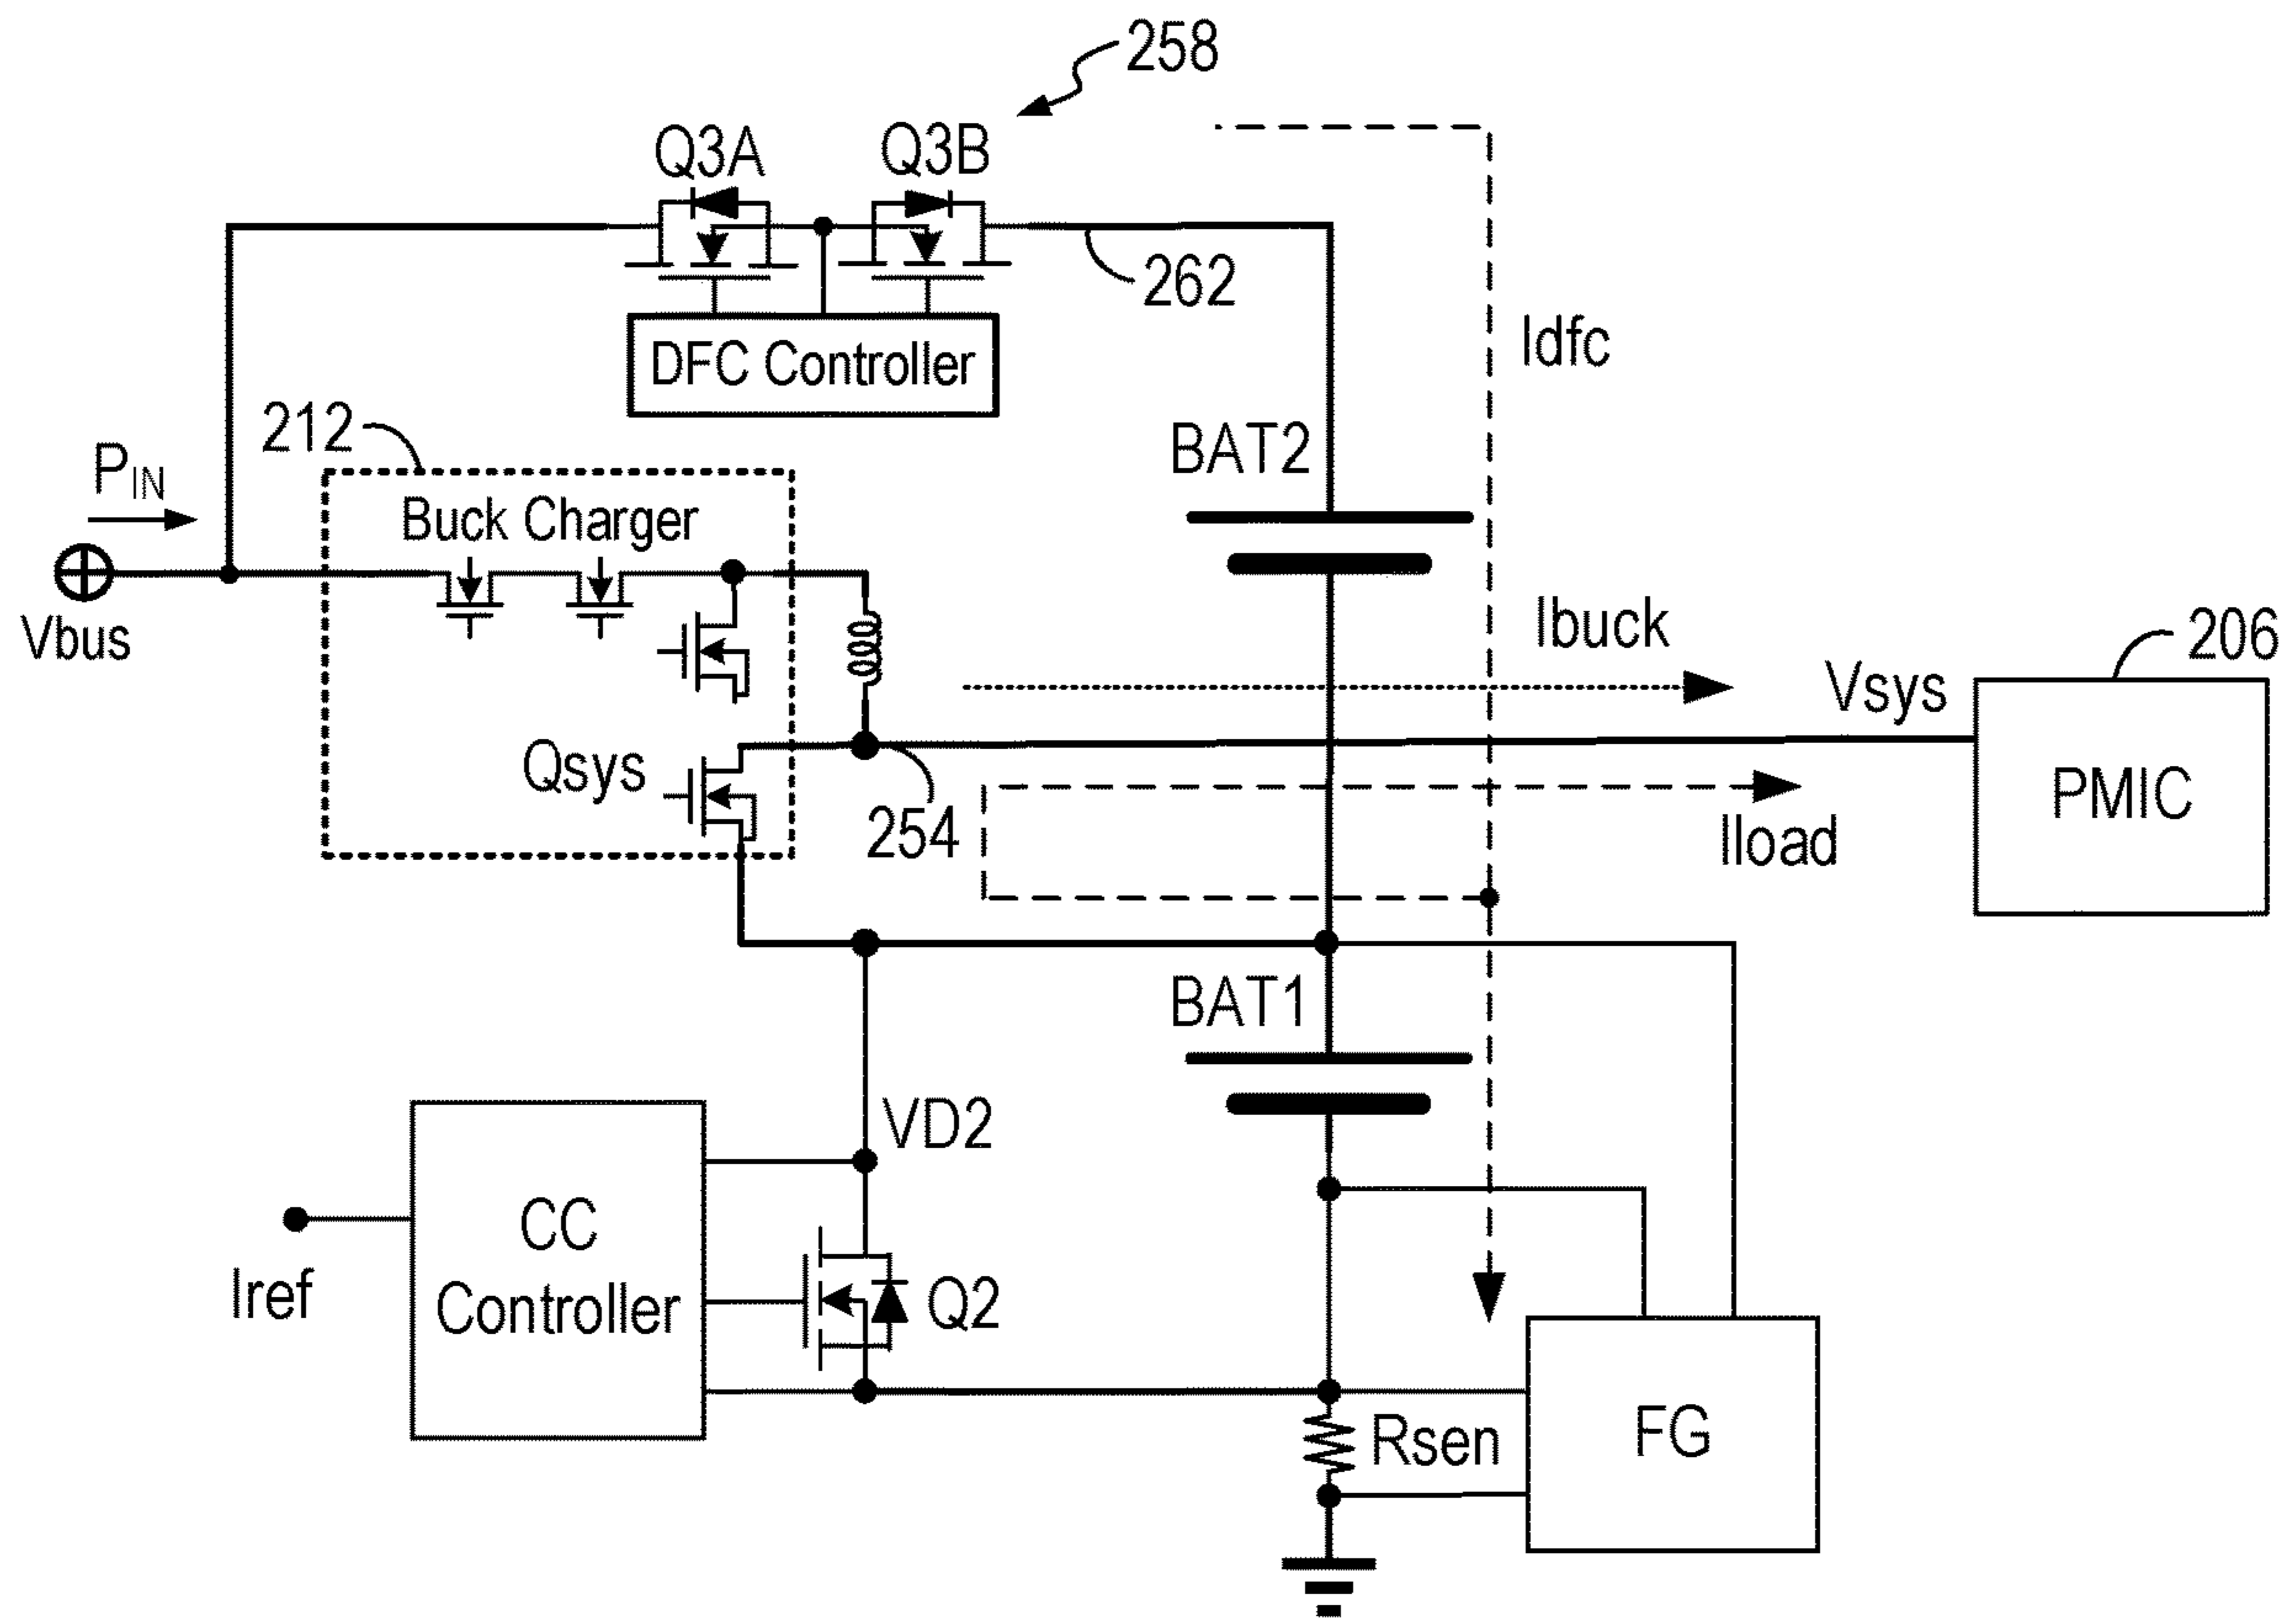 258
Q3A
Q3B
262
DFC Controller
Idfc
212
PIN
BAT2
Buck Charger
Vbus
Ibuck
206
Vsys
Qsys
PMIC
254
Iload
BAT1
VD2
CC
Controller
Iref
Q2
Rsen
FG